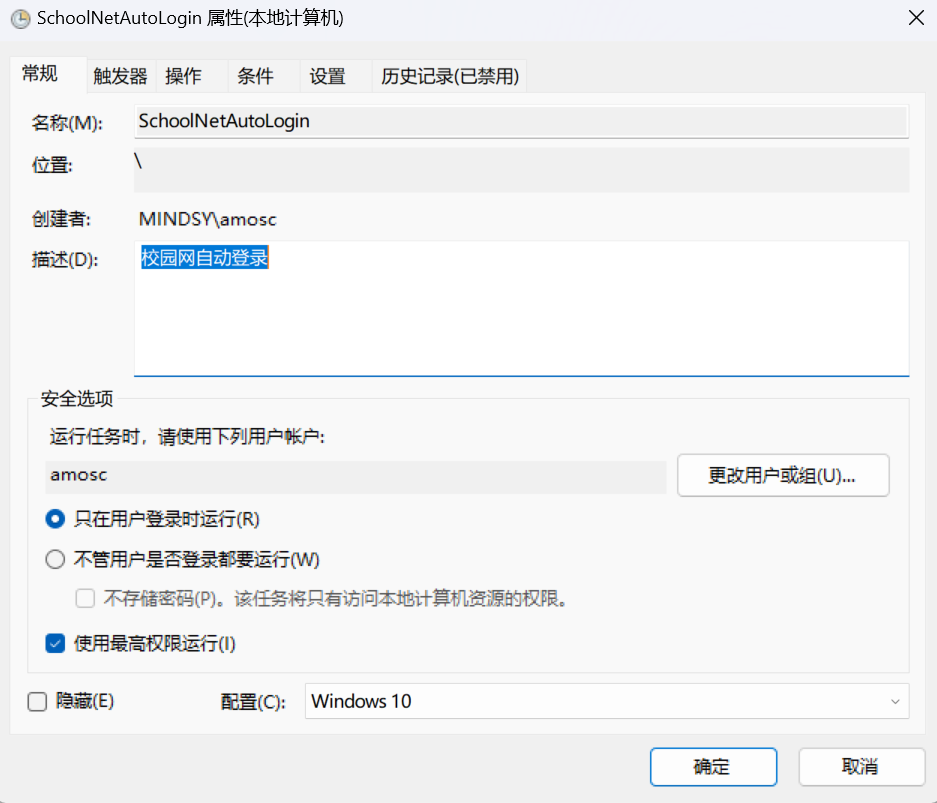 SchoolNetAutoLogin 属性(本地计算机)
常规 触发器 操作 条件 设置 历史记录(已禁用)
名称(M): SchoolNetAutoLogin
位置: \
创建者: MINDSY\amosc
描述(D): 校园网自动登录
安全选项
运行任务时，请使用下列用户帐户:
amosc 更改用户或组(U)...
只在用户登录时运行(R)
不管用户是否登录都要运行(W)
不存储密码(P)。该任务将只有访问本地计算机资源的权限。
使用最高权限运行(I)
隐藏(E) 配置(C): Windows 10
确定 取消